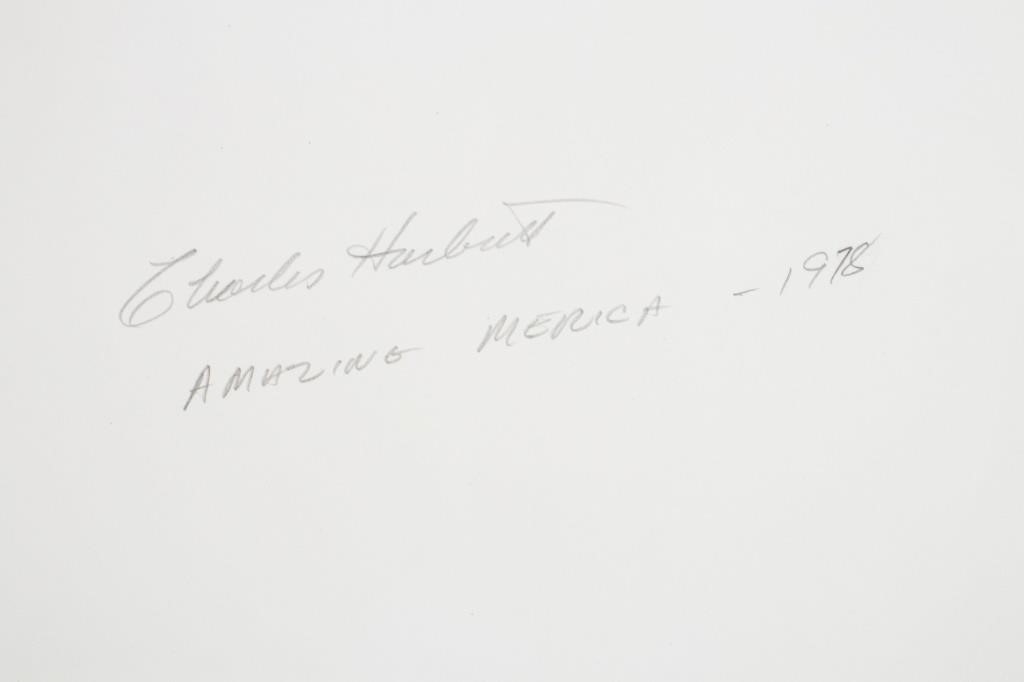 Charles Harbutt
AMAZING MERICA - 1978